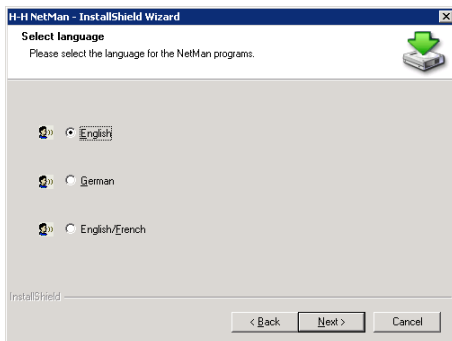 H-H NetMan - InstallShield Wizard
Select language
Please select the language for the NetMan programs.
English
German
English/French
InstallShield
< Back
Next >
Cancel